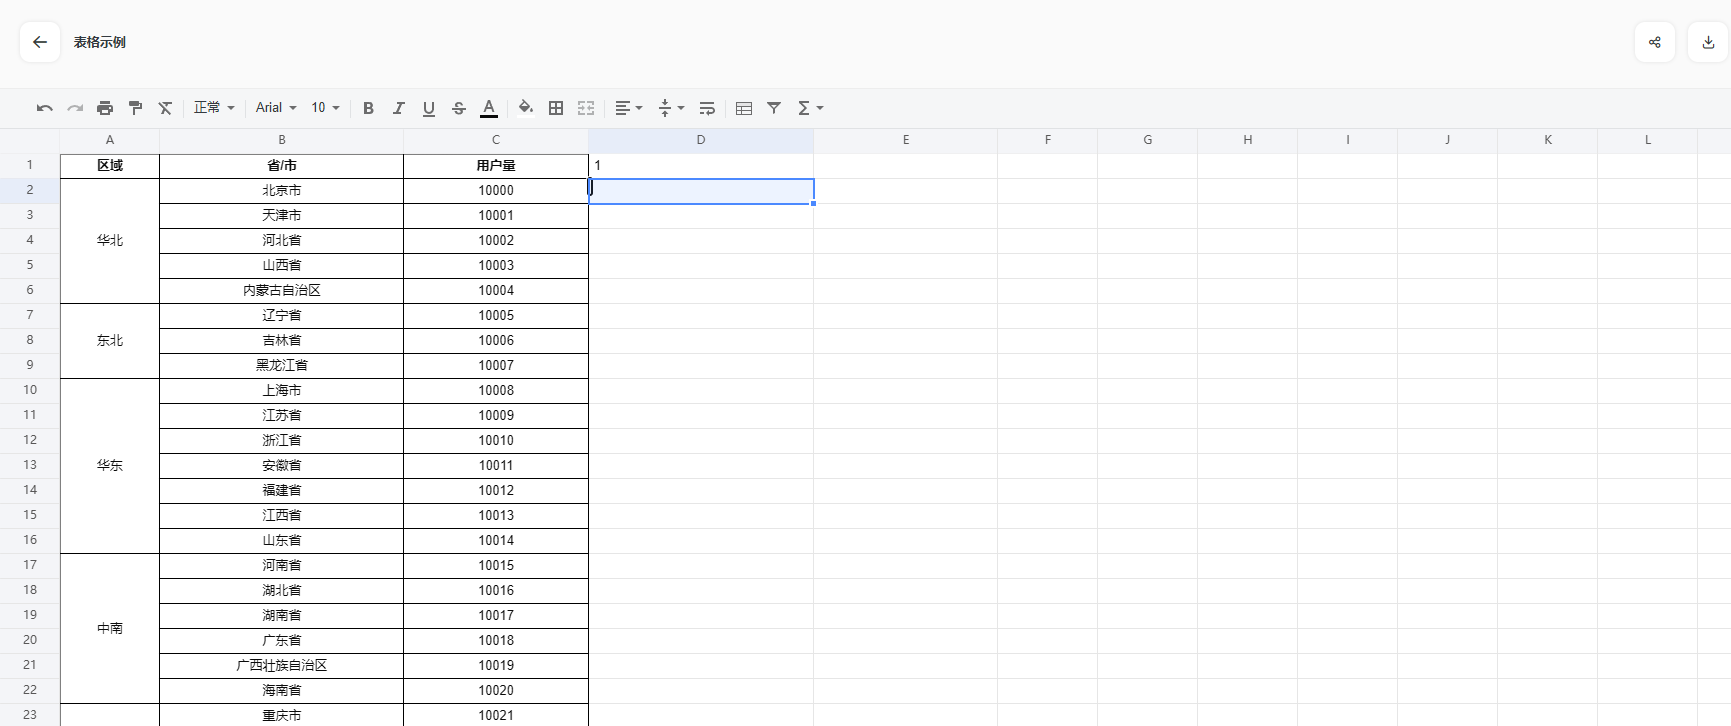 表格示例
正常 Arial 10 B I U S A Σ
A B C D E F G H I J K L
1 区域 省/市 用户量 1
2 北京市 10000
3 天津市 10001
4 华北 河北省 10002
5 山西省 10003
6 内蒙古自治区 10004
7 辽宁省 10005
8 东北 吉林省 10006
9 黑龙江省 10007
10 上海市 10008
11 江苏省 10009
12 浙江省 10010
13 华东 安徽省 10011
14 福建省 10012
15 江西省 10013
16 山东省 10014
17 河南省 10015
18 湖北省 10016
19 中南 湖南省 10017
20 广东省 10018
21 广西壮族自治区 10019
22 海南省 10020
23 重庆市 10021